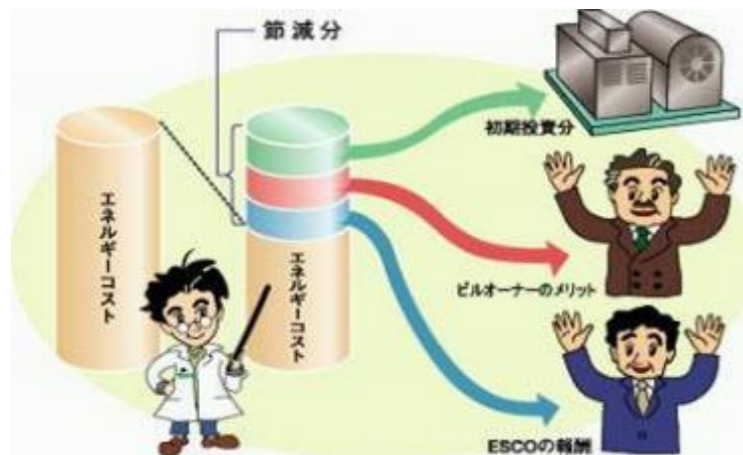 節減分
初期投資分
エネルギーコスト
エネルギーコスト
ビルオーナーのメリット
ESCOの報酬